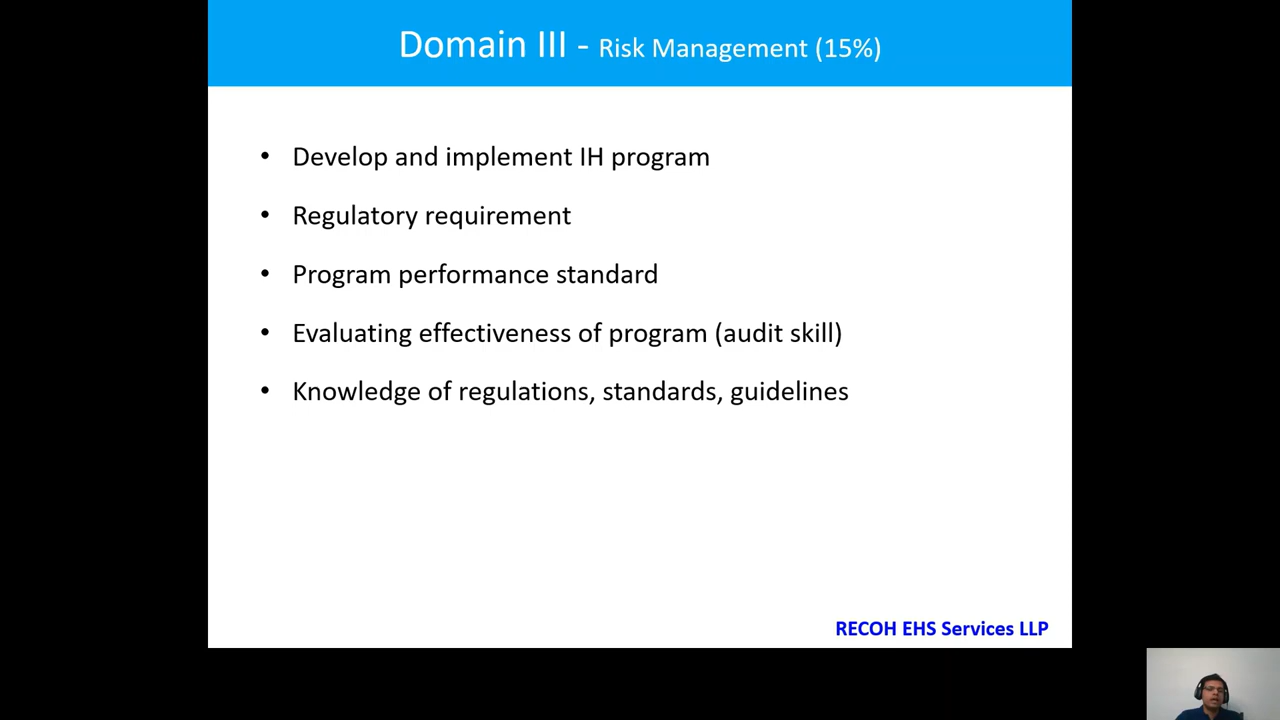 Domain III - Risk Management (15%)
• Develop and implement IH program
• Regulatory requirement
• Program performance standard
• Evaluating effectiveness of program (audit skill)
• Knowledge of regulations, standards, guidelines
RECOH EHS Services LLP